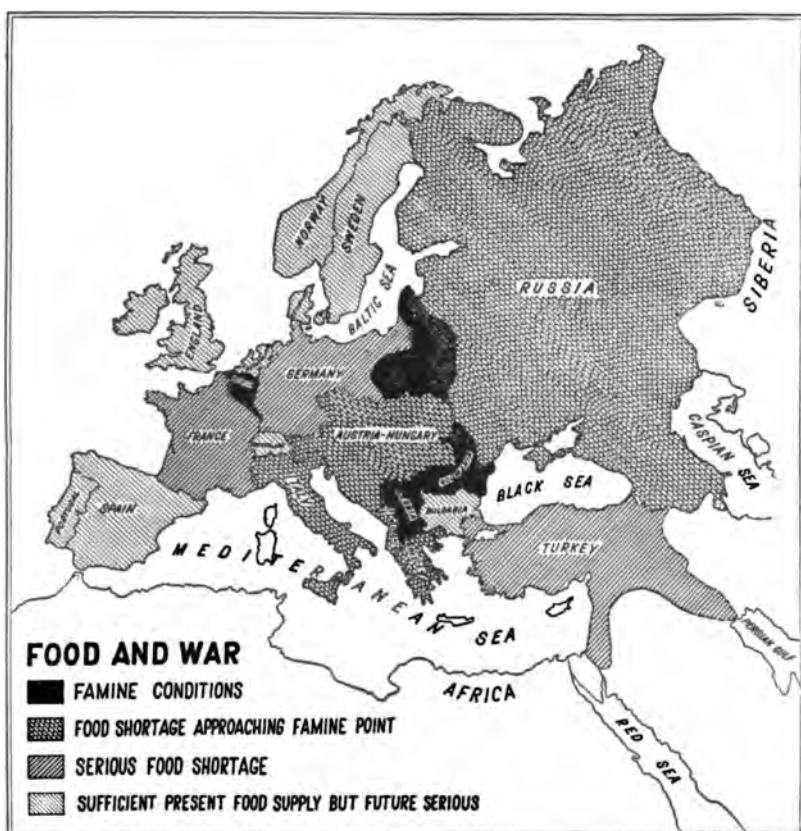 NORWAY
SWEDEN
BALTIC SEA
RUSSIA
SIBERIA
ENGLAND
GERMANY
FRANCE
AUSTRIA-HUNGARY
CASPIAN SEA
BLACK SEA
ITALY
BULGARIA
PORTUGAL
SPAIN
TURKEY
MEDITERRANEAN SEA
PERSIAN GULF
AFRICA
RED SEA
FOOD AND WAR
FAMINE CONDITIONS
FOOD SHORTAGE APPROACHING FAMINE POINT
SERIOUS FOOD SHORTAGE
SUFFICIENT PRESENT FOOD SUPPLY BUT FUTURE SERIOUS